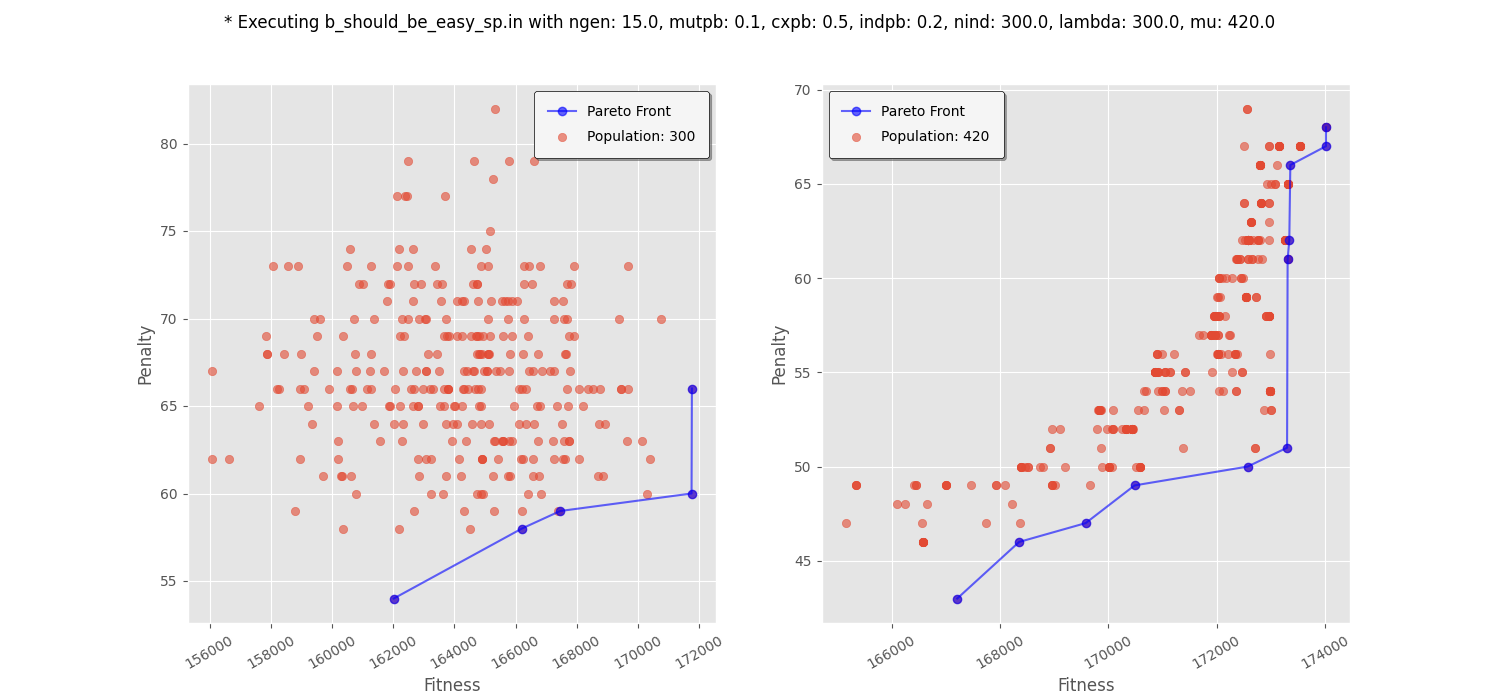 * Executing b_should_be_easy_sp.in with ngen: 15.0, mutpb: 0.1, cxpb: 0.5, indpb: 0.2, nind: 300.0, lambda: 300.0, mu: 420.0
Pareto Front
Population: 300
80
75
70
65
60
55
Penalty
156000 158000 160000 162000 164000 166000 168000 170000 172000
Fitness
Pareto Front
Population: 420
70
65
60
55
50
45
Penalty
166000 168000 170000 172000 174000
Fitness